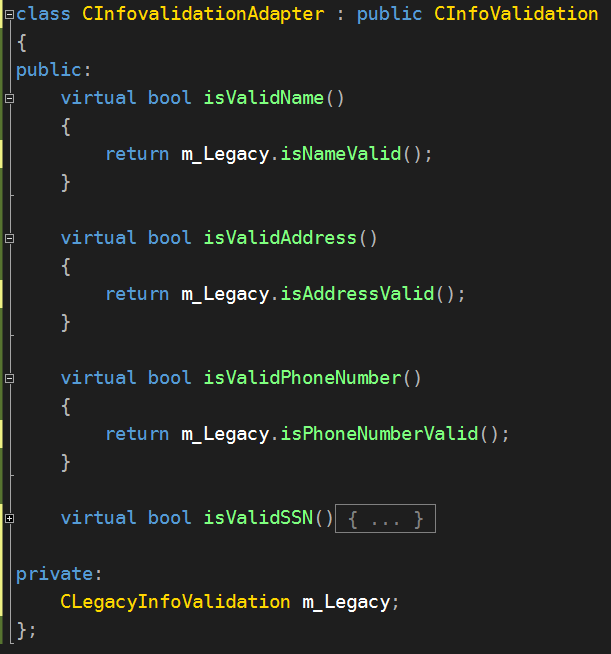 class CInfovalidationAdapter : public CInfoValidation
{
public:
    virtual bool isValidName()
    {
        return m_Legacy.isNameValid();
    }

    virtual bool isValidAddress()
    {
        return m_Legacy.isAddressValid();
    }

    virtual bool isValidPhoneNumber()
    {
        return m_Legacy.isPhoneNumberValid();
    }

    virtual bool isValidSSN(){ ... }

private:
    CLegacyInfoValidation m_Legacy;
};